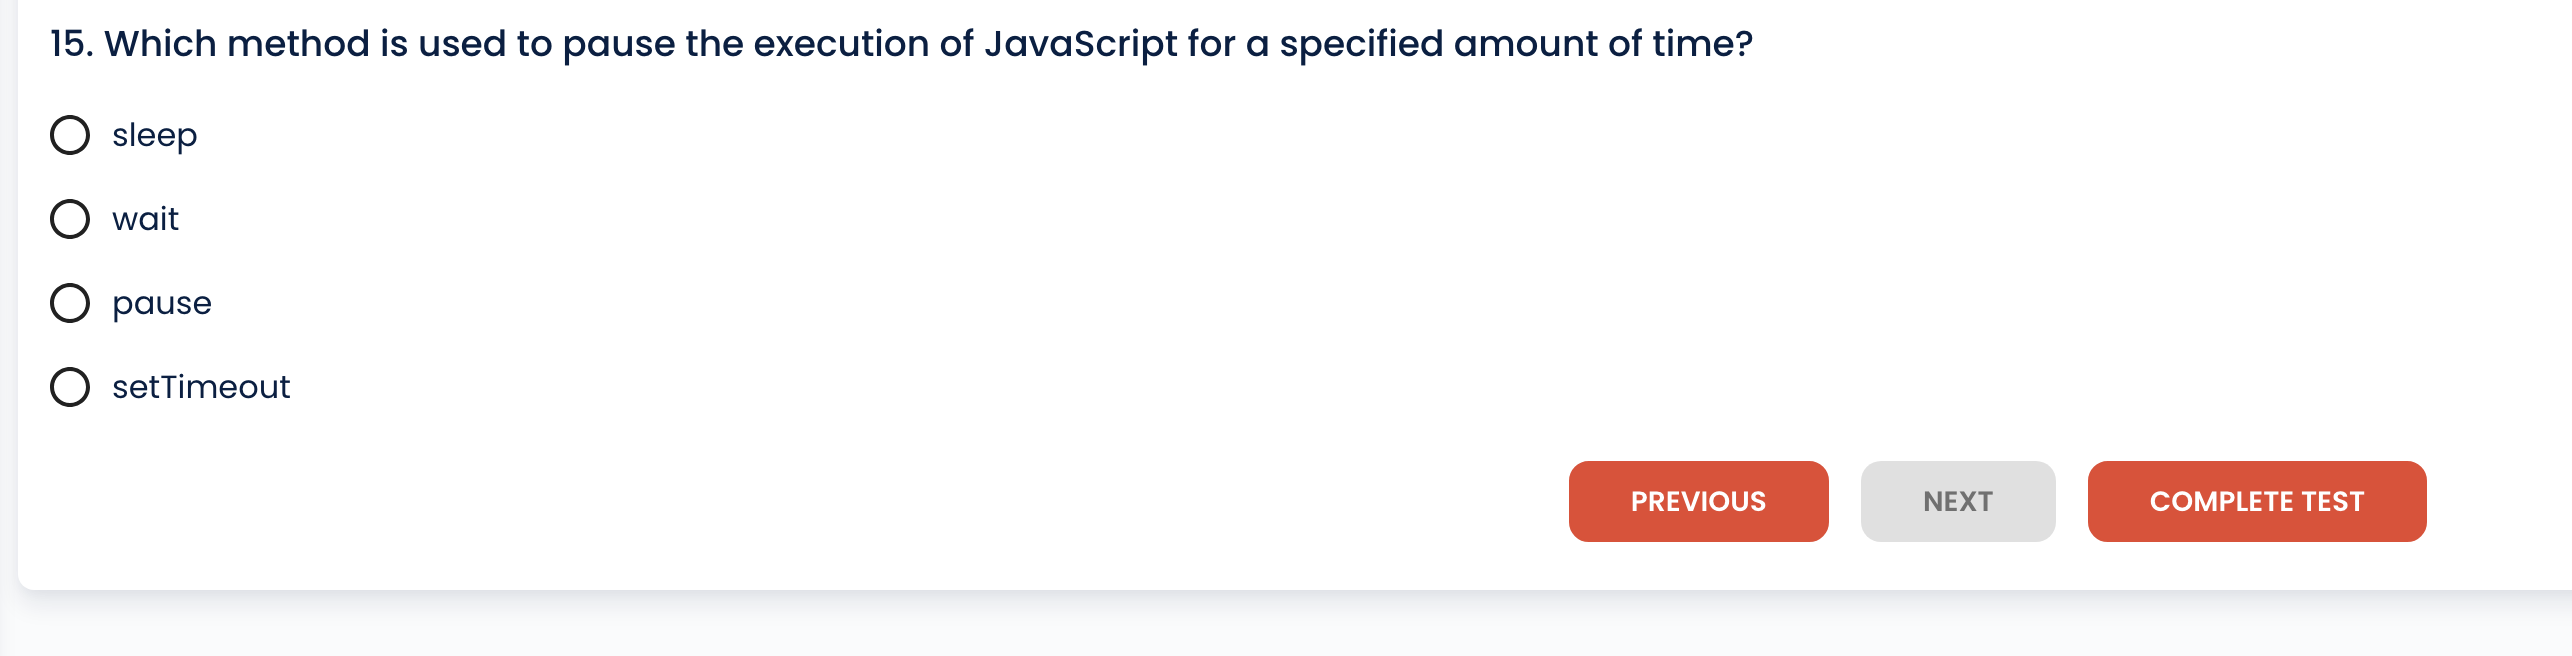 15. Which method is used to pause the execution of JavaScript for a specified amount of time?
sleep
wait
pause
setTimeout
PREVIOUS NEXT COMPLETE TEST